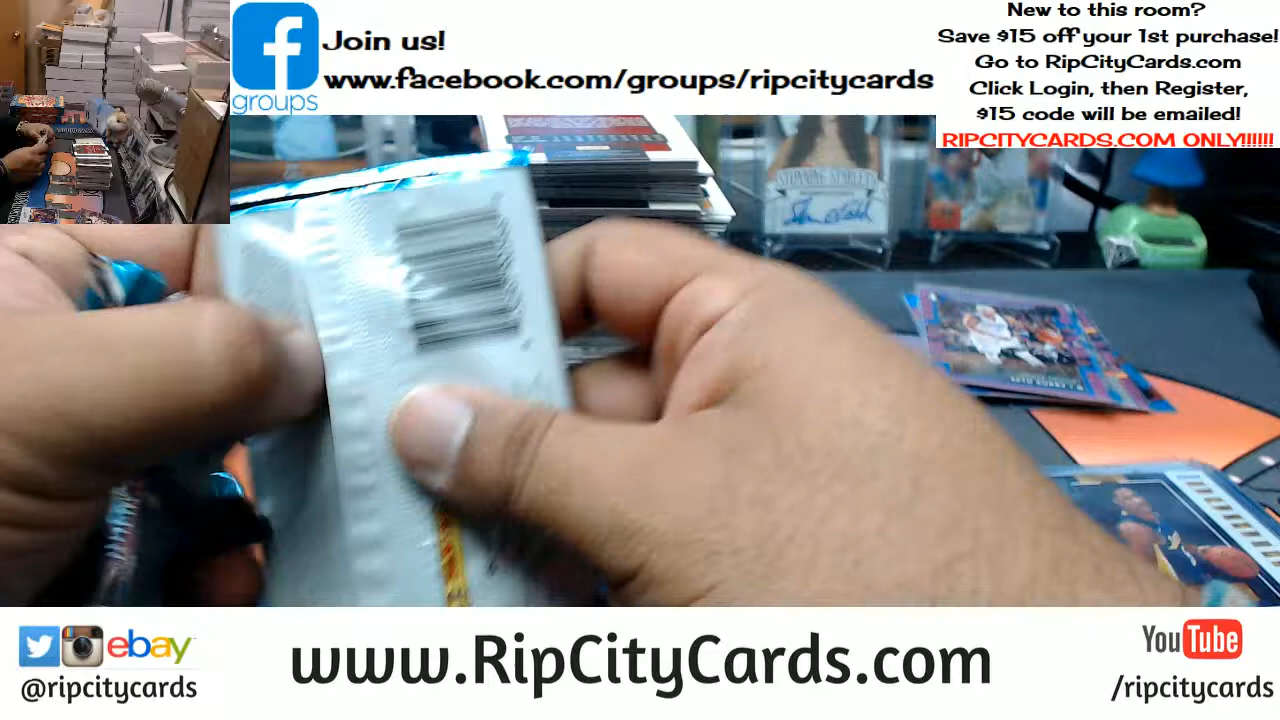 Join us!
www.facebook.com/groups/ripcitycards
groups
New to this room?
Save $15 off your 1st purchase!
Go to RipCityCards.com
Click Login, then Register,
$15 code will be emailed!
RIPCITYCARDS.COM ONLY!!!!!!
ebay
@ripcitycards
www.RipCityCards.com
YouTube
/ripcitycards